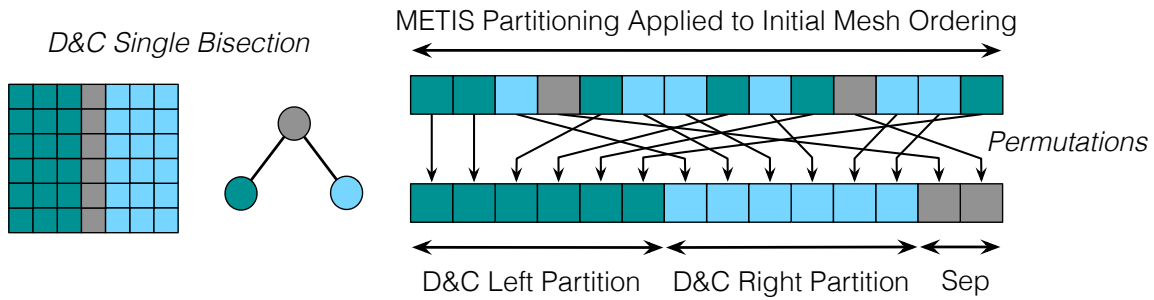 METIS Partitioning Applied to Initial Mesh Ordering
D&C Single Bisection
Permutations
D&C Left Partition
D&C Right Partition
Sep